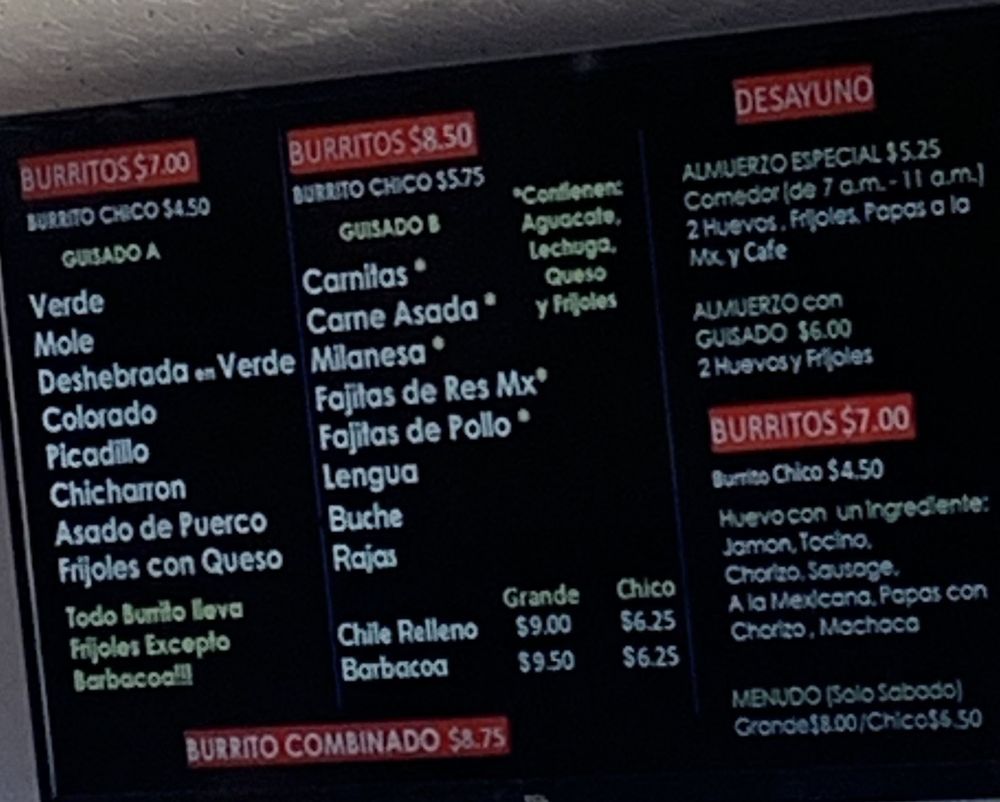 BURRITOS $7.00
BURRITO CHICO $4.50
GUISADO A
Verde
Mole
Deshebrada en Verde
Colorado
Picadillo
Chicharron
Asado de Puerco
Frijoles con Queso
Todo Burrito lleva
Frijoles Excepto
Barbacoa!!!
BURRITOS $8.50
BURRITO CHICO $5.75
GUISADO B
*Contienen:
Aguacate,
Lechuga,
Queso
y Frijoles
Carnitas *
Carne Asada *
Milanesa *
Fajitas de Res Mx*
Fajitas de Pollo *
Lengua
Buche
Rajas
Grande Chico
Chile Relleno $9.00 $6.25
Barbacoa $9.50 $6.25
BURRITO COMBINADO $8.75
DESAYUNO
ALMUERZO ESPECIAL $5.25
Comedor (de 7 a.m. - 11 a.m.)
2 Huevos, Frijoles, Papas a la
Mx. y Cafe
ALMUERZO con
GUISADO $6.00
2 Huevos y Frijoles
BURRITOS $7.00
Burrito Chico $4.50
Huevo con un Ingrediente:
Jamon, Tocino,
Chorizo, Sausage,
A la Mexicana, Papas con
Chorizo, Machaca
MENUDO (Solo Sabado)
Grande $8.00/Chico $6.50